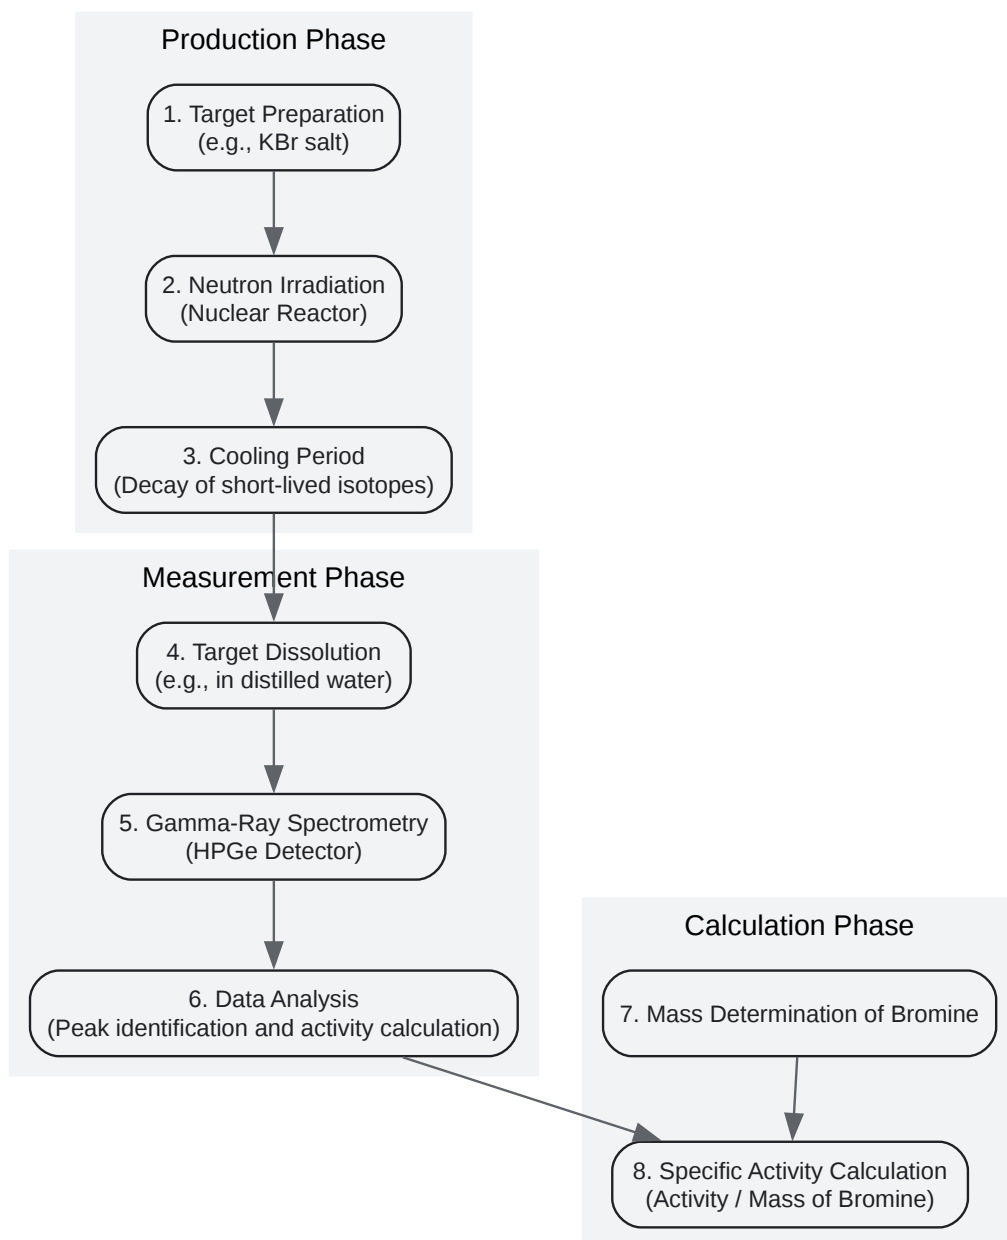 Production Phase
1. Target Preparation
(e.g., KBr salt)
2. Neutron Irradiation
(Nuclear Reactor)
3. Cooling Period
(Decay of short-lived isotopes)
Measurement Phase
4. Target Dissolution
(e.g., in distilled water)
5. Gamma-Ray Spectrometry
(HPGe Detector)
6. Data Analysis
(Peak identification and activity calculation)
Calculation Phase
7. Mass Determination of Bromine
8. Specific Activity Calculation
(Activity / Mass of Bromine)